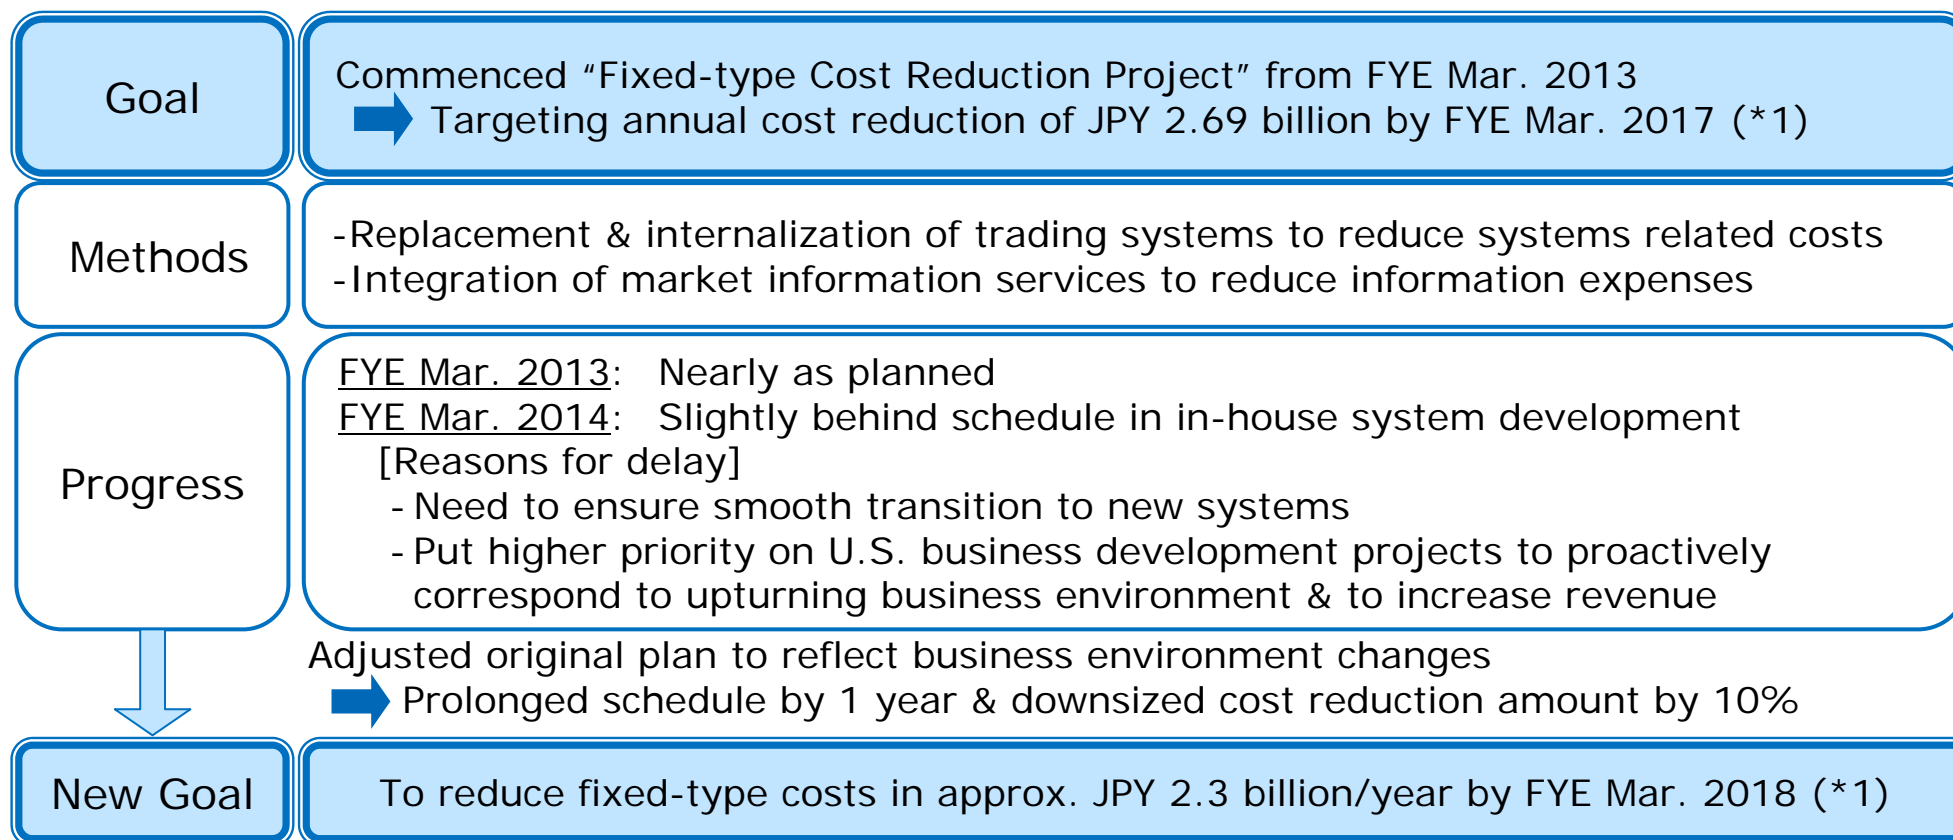 Goal
Commenced “Fixed-type Cost Reduction Project” from FYE Mar. 2013
Targeting annual cost reduction of JPY 2.69 billion by FYE Mar. 2017 (*1)
Methods
-Replacement & internalization of trading systems to reduce systems related costs
-Integration of market information services to reduce information expenses
Progress
FYE Mar. 2013: Nearly as planned
FYE Mar. 2014: Slightly behind schedule in in-house system development
[Reasons for delay]
- Need to ensure smooth transition to new systems
- Put higher priority on U.S. business development projects to proactively
correspond to upturning business environment & to increase revenue
Adjusted original plan to reflect business environment changes
Prolonged schedule by 1 year & downsized cost reduction amount by 10%
New Goal
To reduce fixed-type costs in approx. JPY 2.3 billion/year by FYE Mar. 2018 (*1)